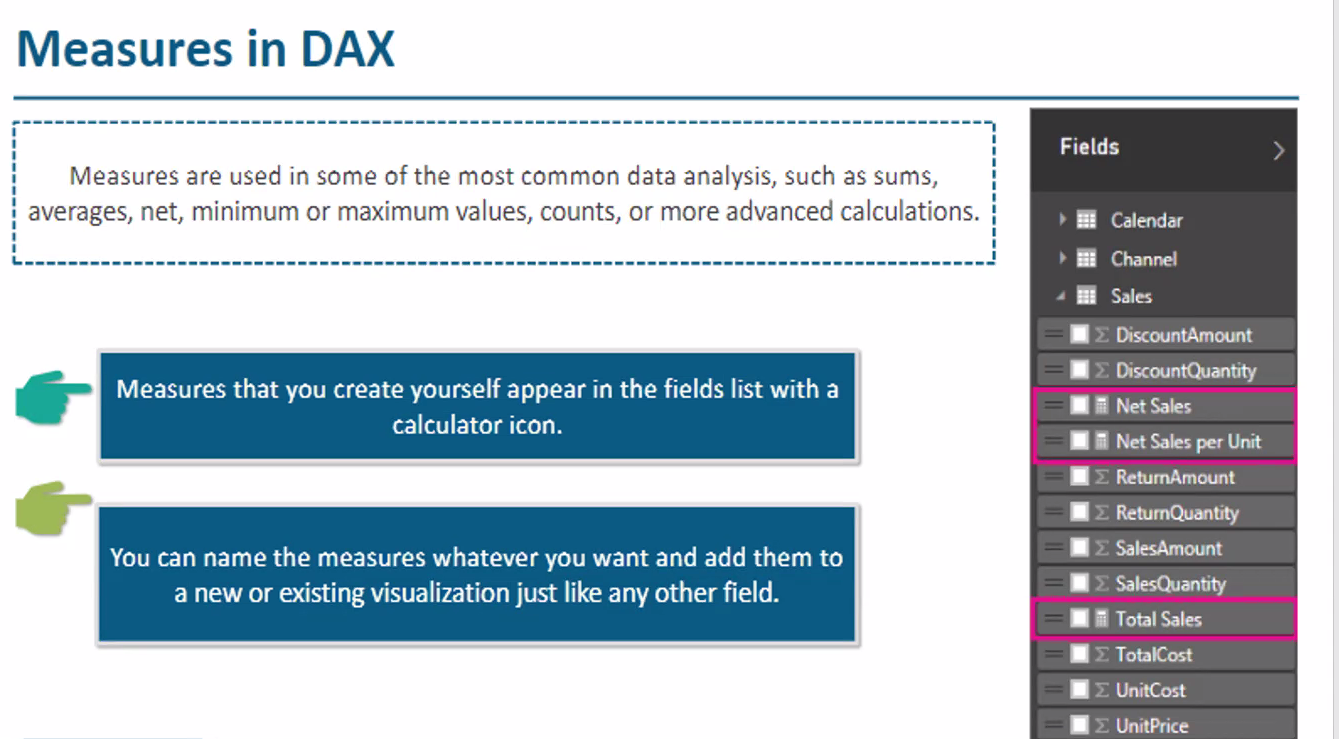 Measures in DAX
Measures are used in some of the most common data analysis, such as sums,
averages, net, minimum or maximum values, counts, or more advanced calculations.
Measures that you create yourself appear in the fields list with a
calculator icon.
You can name the measures whatever you want and add them to
a new or existing visualization just like any other field.
Fields
Calendar
Channel
Sales
DiscountAmount
DiscountQuantity
Net Sales
Net Sales per Unit
ReturnAmount
ReturnQuantity
SalesAmount
SalesQuantity
Total Sales
TotalCost
UnitCost
UnitPrice